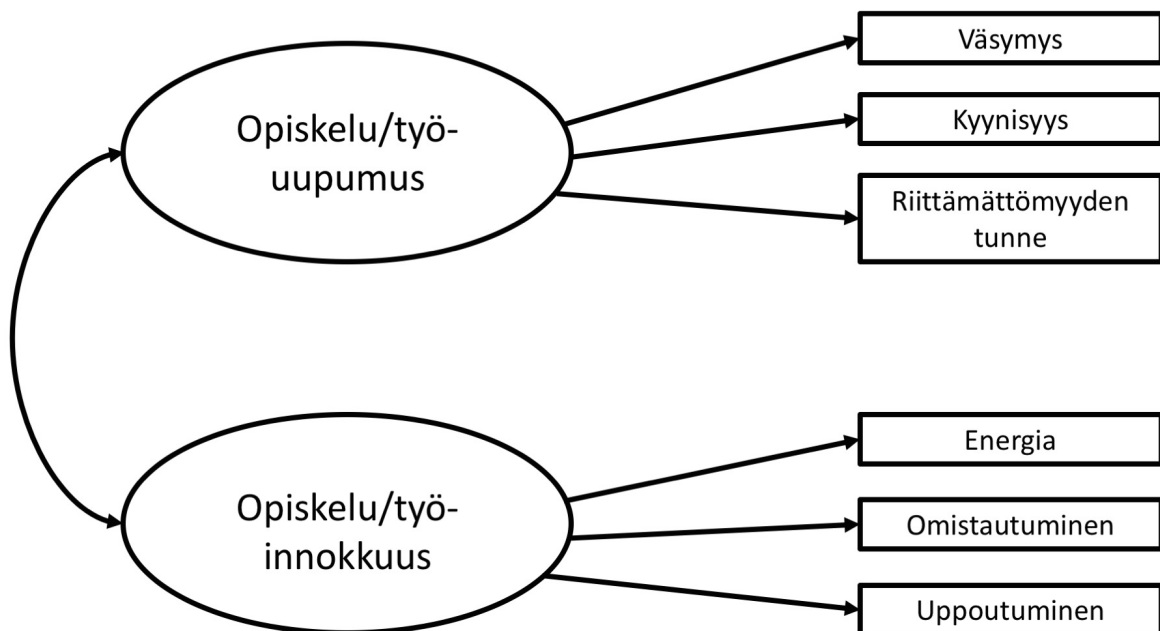 Opiskelu/työ-
uupumus
Väsymys
Kyynisyys
Riittämättömyyden
tunne
Opiskelu/työ-
innokkuus
Energia
Omistautuminen
Uppoutuminen